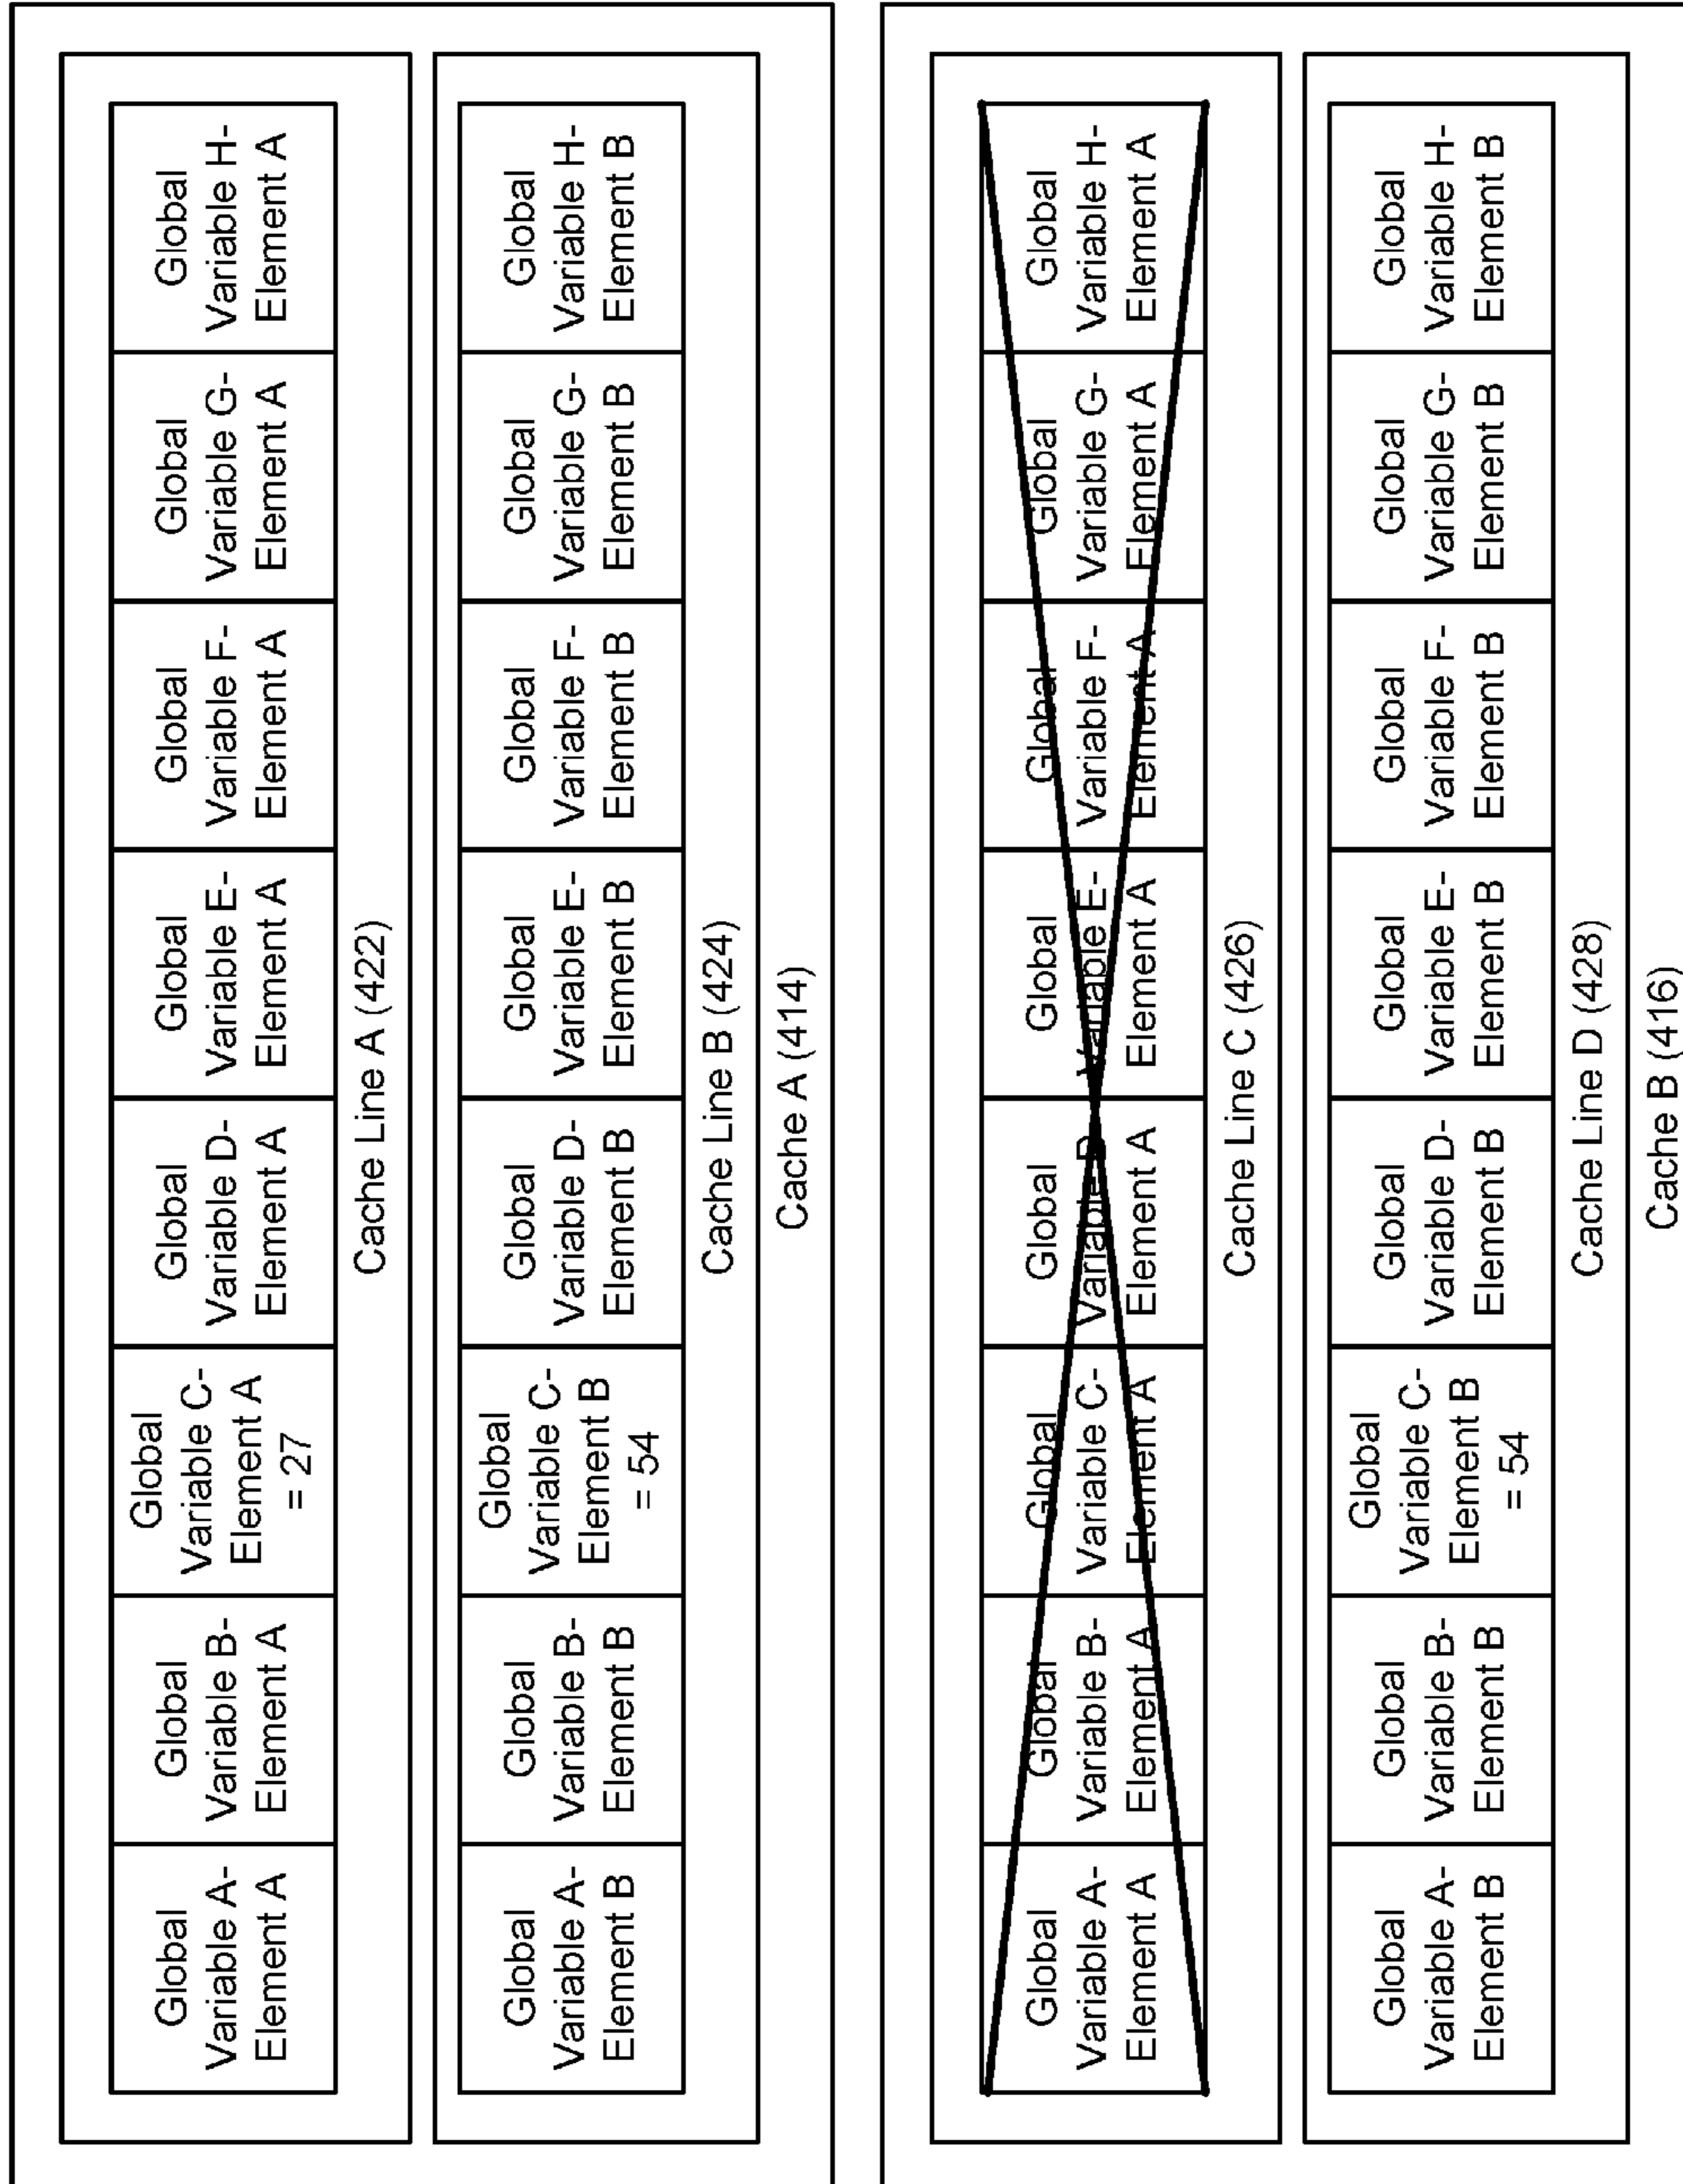 Global
Variable A-
Element A
Global
Variable B-
Element A
Global
Variable C-
Element A
= 27
Global
Variable D-
Element A
Global
Variable E-
Element A
Global
Variable F-
Element A
Global
Variable G-
Element A
Global
Variable H-
Element A
Cache Line A (422)
Global
Variable A-
Element B
Global
Variable B-
Element B
Global
Variable C-
Element B
= 54
Global
Variable D-
Element B
Global
Variable E-
Element B
Global
Variable F-
Element B
Global
Variable G-
Element B
Global
Variable H-
Element B
Cache Line B (424)
Cache A (414)
Global
Variable A-
Element A
Global
Variable B-
Element A
Global
Variable C-
Element A
Global
Variable D-
Element A
Global
Variable E-
Element A
Global
Variable F-
Element A
Global
Variable G-
Element A
Global
Variable H-
Element A
Cache Line C (426)
Global
Variable A-
Element B
Global
Variable B-
Element B
Global
Variable C-
Element B
= 54
Global
Variable D-
Element B
Global
Variable E-
Element B
Global
Variable F-
Element B
Global
Variable G-
Element B
Global
Variable H-
Element B
Cache Line D (428)
Cache B (416)